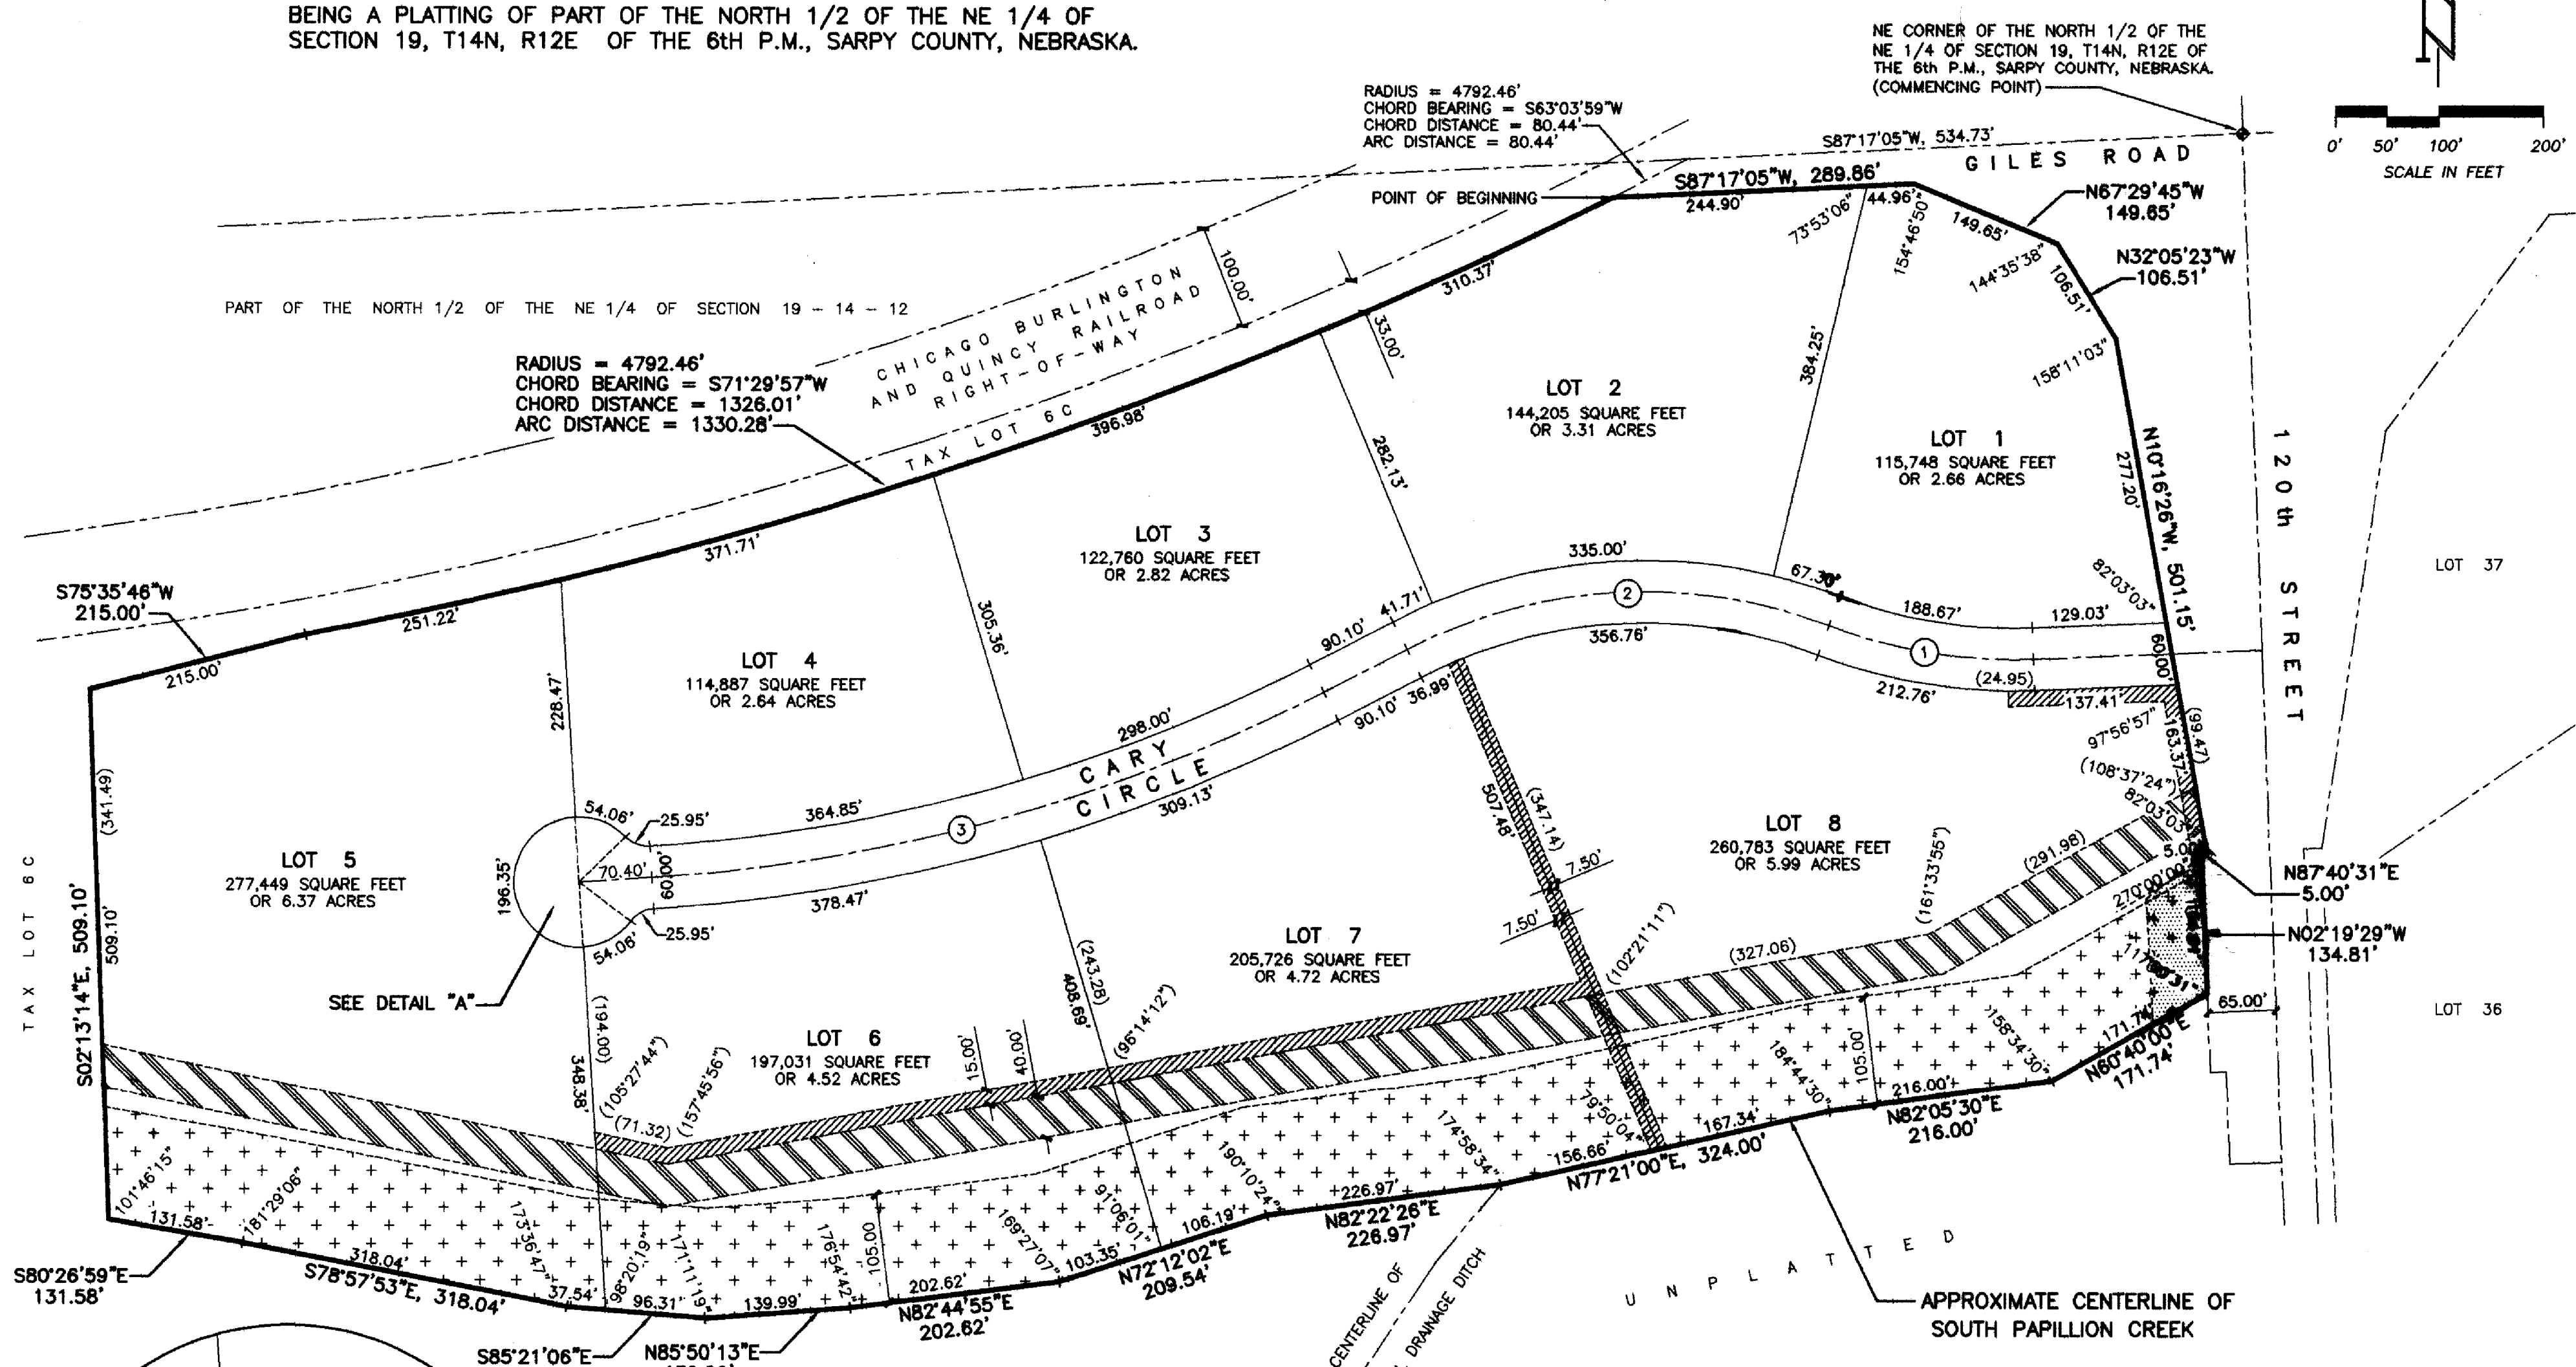 BEING A PLATTING OF PART OF THE NORTH 1/2 OF THE NE 1/4 OF
SECTION 19, T14N, R12E OF THE 6th P.M., SARPY COUNTY, NEBRASKA.
NE CORNER OF THE NORTH 1/2 OF THE
NE 1/4 OF SECTION 19, T14N, R12E OF
THE 6th P.M., SARPY COUNTY, NEBRASKA.
(COMMENCING POINT)
N
0' 50' 100' 200'
SCALE IN FEET
RADIUS = 4792.46'
CHORD BEARING = S63°03'59"W
CHORD DISTANCE = 80.44'
ARC DISTANCE = 80.44'
S87°17'05"W, 534.73'
GILES ROAD
POINT OF BEGINNING
S87°17'05"W, 289.86'
244.90'
44.96'
73°53'06"
154°46'50"
149.65'
N67°29'45"W
149.65'
144°35'38"
106.51'
N32°05'23"W
106.51'
158°11'03"
PART OF THE NORTH 1/2 OF THE NE 1/4 OF SECTION 19 - 14 - 12
CHICAGO BURLINGTON
AND QUINCY RAILROAD
RIGHT-OF-WAY
100.00'
TAX LOT 6C
RADIUS = 4792.46'
CHORD BEARING = S71°29'57"W
CHORD DISTANCE = 1326.01'
ARC DISTANCE = 1330.28'
310.37'
33.00'
396.98'
371.71'
251.22'
S75°35'46"W
215.00'
215.00'
LOT 2
144,205 SQUARE FEET
OR 3.31 ACRES
384.25'
LOT 1
115,748 SQUARE FEET
OR 2.66 ACRES
N10°16'26"W, 501.15'
277.20'
82°03'03"
120th STREET
LOT 37
282.13'
LOT 3
122,760 SQUARE FEET
OR 2.82 ACRES
305.36'
LOT 4
114,887 SQUARE FEET
OR 2.64 ACRES
228.47'
335.00'
67.30'
188.67'
129.03'
60.00'
41.71'
90.10'
2
356.76'
1
(24.95)
212.76'
137.41'
36.99'
90.10'
298.00'
CARY
CIRCLE
309.13'
364.85'
3
378.47'
54.06'
25.95'
70.40'
60.00'
196.35'
25.95'
54.06'
SEE DETAIL "A"
(341.49)
509.10'
S02°13'14"E, 509.10'
TAX LOT 6C
LOT 5
277,449 SQUARE FEET
OR 6.37 ACRES
97°56'57"
163.37'
(99.47)
(108°37'24")
82°03'03"
5.00'
270°00'00"
N87°40'31"E
5.00'
N02°19'29"W
134.81'
65.00'
LOT 36
LOT 8
260,783 SQUARE FEET
OR 5.99 ACRES
507.48'
(347.14)
7.50'
7.50'
(102°21'11")
(327.06)
(161°33'55")
(291.98)
LOT 7
205,726 SQUARE FEET
OR 4.72 ACRES
(243.28)
408.69'
(96°14'12")
LOT 6
197,031 SQUARE FEET
OR 4.52 ACRES
15.00'
40.00'
(194.00)
348.38'
(105°27'44")
(71.32)
(157°45'56")
101°46'15"
131.58'
S80°26'59"E
131.58'
181°29'06"
318.04'
S78°57'53"E, 318.04'
173°36'47"
37.54'
98°20'19"
96.31'
S85°21'06"E
171°11'19"
139.99'
N85°50'13"E
176°54'42"
105.00
202.62'
N82°44'55"E
202.62'
169°27'07"
103.35'
91°06'01"
106.19'
N72°12'02"E
209.54'
190°10'24"
226.97'
N82°22'26"E
226.97'
174°58'34"
156.66'
79°50'04"
167.34'
N77°21'00"E, 324.00'
184°44'30"
105.00'
216.00'
N82°05'30"E
216.00'
158°34'30"
171.74'
N60°40'00"E
171.74'
CENTERLINE OF
DRAINAGE DITCH
UNPLATTED
APPROXIMATE CENTERLINE OF
SOUTH PAPILLION CREEK